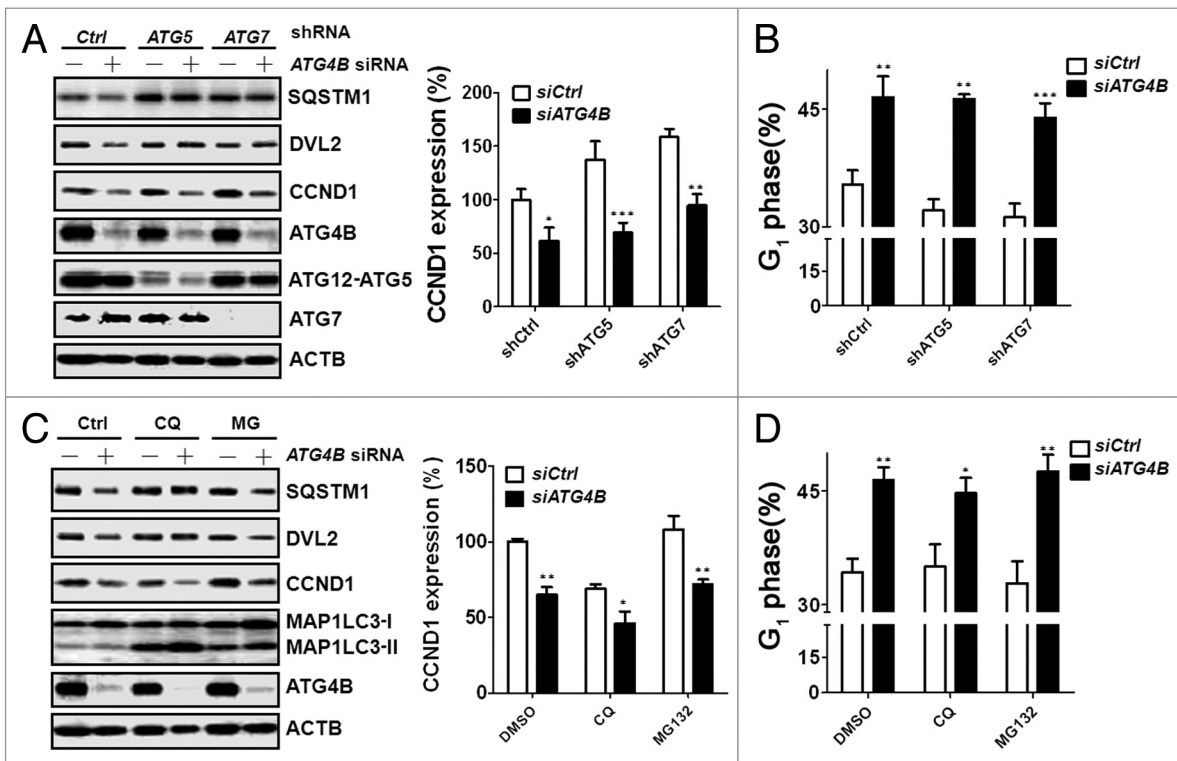 A
Ctrl ATG5 ATG7 shRNA
— + — + — + ATG4B siRNA
SQSTM1
DVL2
CCND1
ATG4B
ATG12-ATG5
ATG7
ACTB
CCND1 expression (%)
200
150
100
50
0
siCtrl
siATG4B
*
***
**
shCtrl
shATG5
shATG7
B
G1 phase(%)
45
30
15
0
siCtrl
siATG4B
**
**
***
shCtrl
shATG5
shATG7
C
Ctrl CQ MG
— + — + — + ATG4B siRNA
SQSTM1
DVL2
CCND1
MAP1LC3-I
MAP1LC3-II
ATG4B
ACTB
CCND1 expression (%)
150
100
50
0
siCtrl
siATG4B
**
*
**
DMSO
CQ
MG132
D
G1 phase(%)
45
30
15
0
siCtrl
siATG4B
**
*
**
DMSO
CQ
MG132